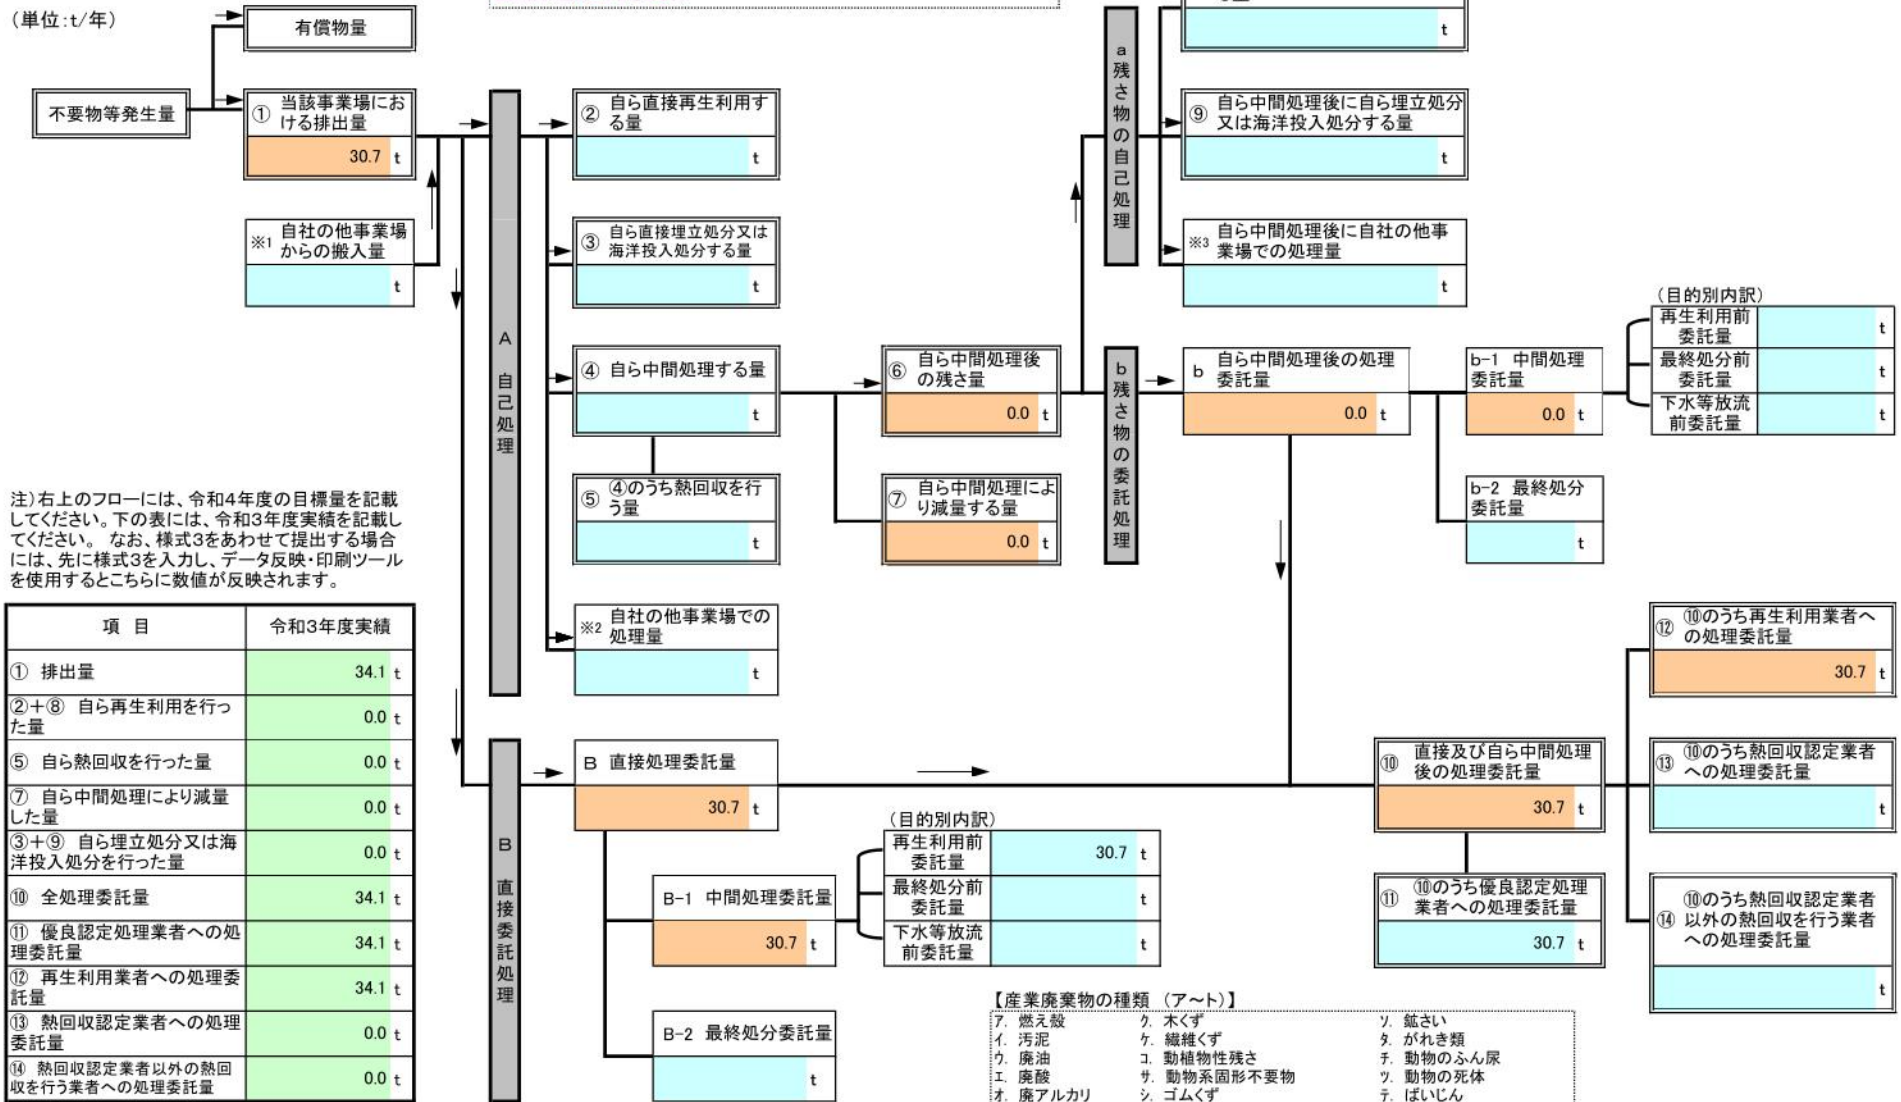 (単位:t/年)
有償物量
不要物等発生量
① 当該事業場にお
ける排出量
30.7 t
※1 自社の他事業場
からの搬入量
t
A 自己処理
② 自ら直接再生利用す
る量
t
③ 自ら直接埋立処分又は
海洋投入処分する量
t
④ 自ら中間処理する量
t
⑤ ④のうち熱回収を行
う量
t
※2 自社の他事業場での
処理量
t
⑥ 自ら中間処理後
の残さ量
0.0 t
⑦ 自ら中間処理によ
り減量する量
0.0 t
a 残さ物の自己処理
t
⑨ 自ら中間処理後に自ら埋立処分
又は海洋投入処分する量
t
※3 自ら中間処理後に自社の他事
業場での処理量
t
b 残さ物の委託処理
b 自ら中間処理後の処理
委託量
0.0 t
b-1 中間処理
委託量
0.0 t
(目的別内訳)
再生利用前
委託量
t
最終処分前
委託量
t
下水等放流
前委託量
t
b-2 最終処分
委託量
t
注)右上のフローには、令和4年度の目標量を記載
してください。下の表には、令和3年度実績を記載し
てください。 なお、様式3をあわせて提出する場合
には、先に様式3を入力し、データ反映・印刷ツール
を使用するとこちらに数値が反映されます。
項 目 令和3年度実績
① 排出量 34.1 t
②+⑧ 自ら再生利用を行っ
た量 0.0 t
⑤ 自ら熱回収を行った量 0.0 t
⑦ 自ら中間処理により減量
した量 0.0 t
③+⑨ 自ら埋立処分又は海
洋投入処分を行った量 0.0 t
⑩ 全処理委託量 34.1 t
⑪ 優良認定処理業者への処
理委託量 34.1 t
⑫ 再生利用業者への処理委
託量 34.1 t
⑬ 熱回収認定業者への処理
委託量 0.0 t
⑭ 熱回収認定業者以外の熱回
収を行う業者への処理委託量 0.0 t
B 直接委託処理
B 直接処理委託量
30.7 t
B-1 中間処理委託量
30.7 t
(目的別内訳)
再生利用前
委託量
30.7 t
最終処分前
委託量
t
下水等放流
前委託量
t
B-2 最終処分委託量
t
⑩ 直接及び自ら中間処理
後の処理委託量
30.7 t
⑪ ⑩のうち優良認定処理
業者への処理委託量
30.7 t
⑫ ⑩のうち再生利用業者へ
の処理委託量
30.7 t
⑬ ⑩のうち熱回収認定業者
への処理委託量
t
⑭ ⑩のうち熱回収認定業者
以外の熱回収を行う業者
への処理委託量
t
【産業廃棄物の種類 (ア~ト)】
ア. 燃え殻 ク. 木くず ソ. 鉱さい
イ. 汚泥 ケ. 繊維くず タ. がれき類
ウ. 廃油 コ. 動植物性残さ チ. 動物のふん尿
エ. 廃酸 サ. 動物系固形不要物 ツ. 動物の死体
オ. 廃アルカリ シ. ゴムくず テ. ばいじん